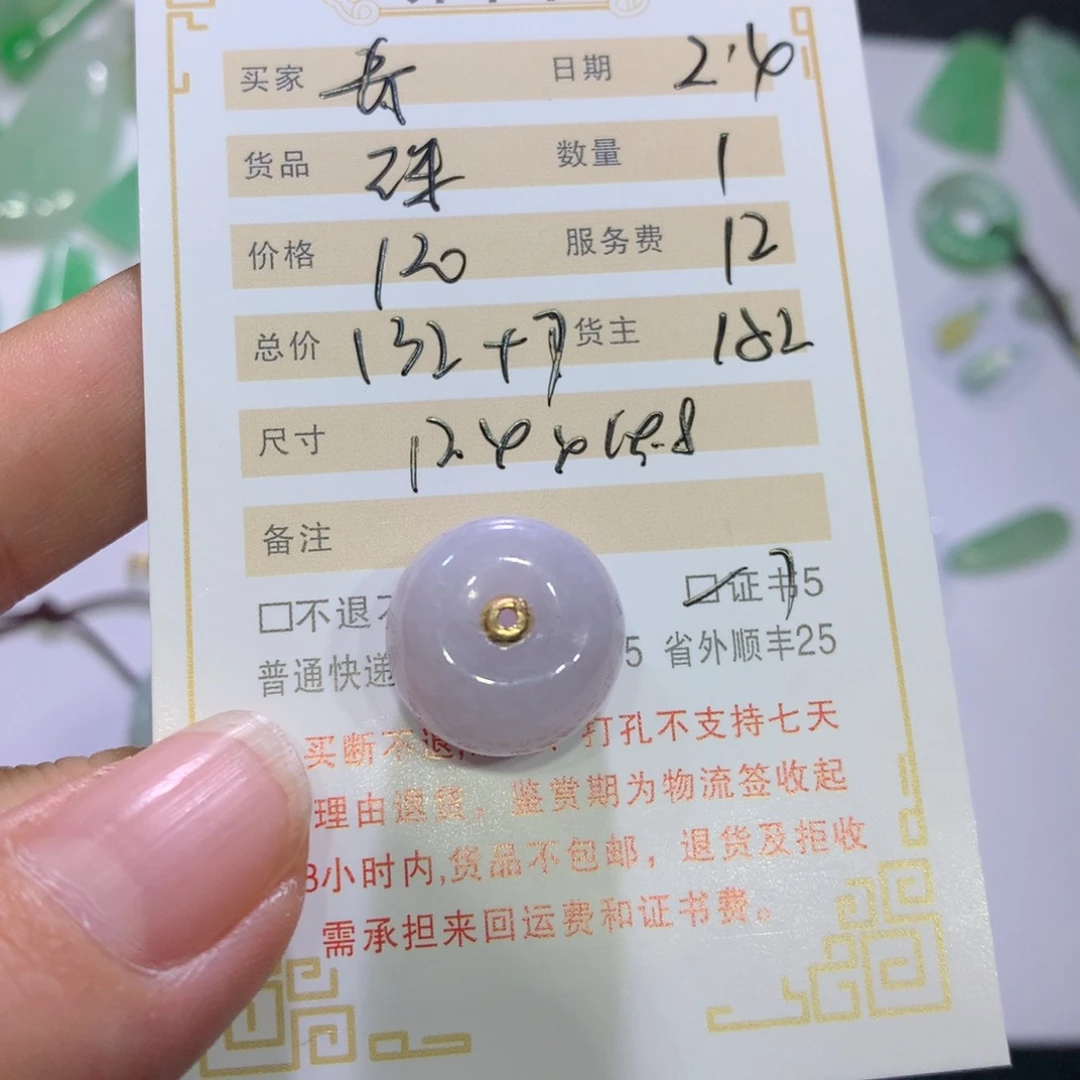 买家 寿 日期 2.4
货品 珠 数量 1
价格 120 服务费 12
总价 132+ 货主 182
尺寸 12.4×15.8
备注
□不退 □证书5
普通快递 5 省外顺丰25
买断不退, 打孔不支持七天
理由退货。鉴赏期为物流签收起
8小时内,货品不包邮，退货及拒收
需承担来回运费和证书费。